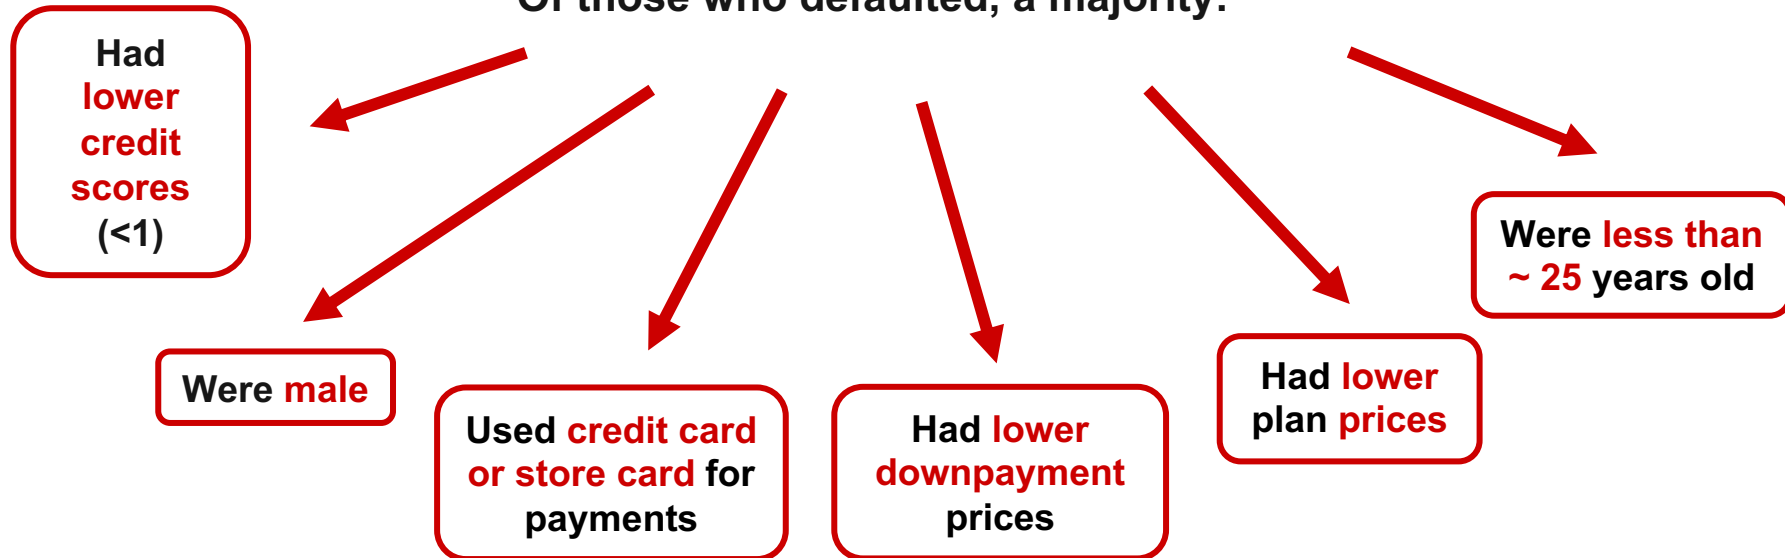 Of those who defaulted, a majority:
Had
lower
credit
scores
(<1)
Were male
Used credit card
or store card for
payments
Had lower
downpayment
prices
Had lower
plan prices
Were less than
~ 25 years old